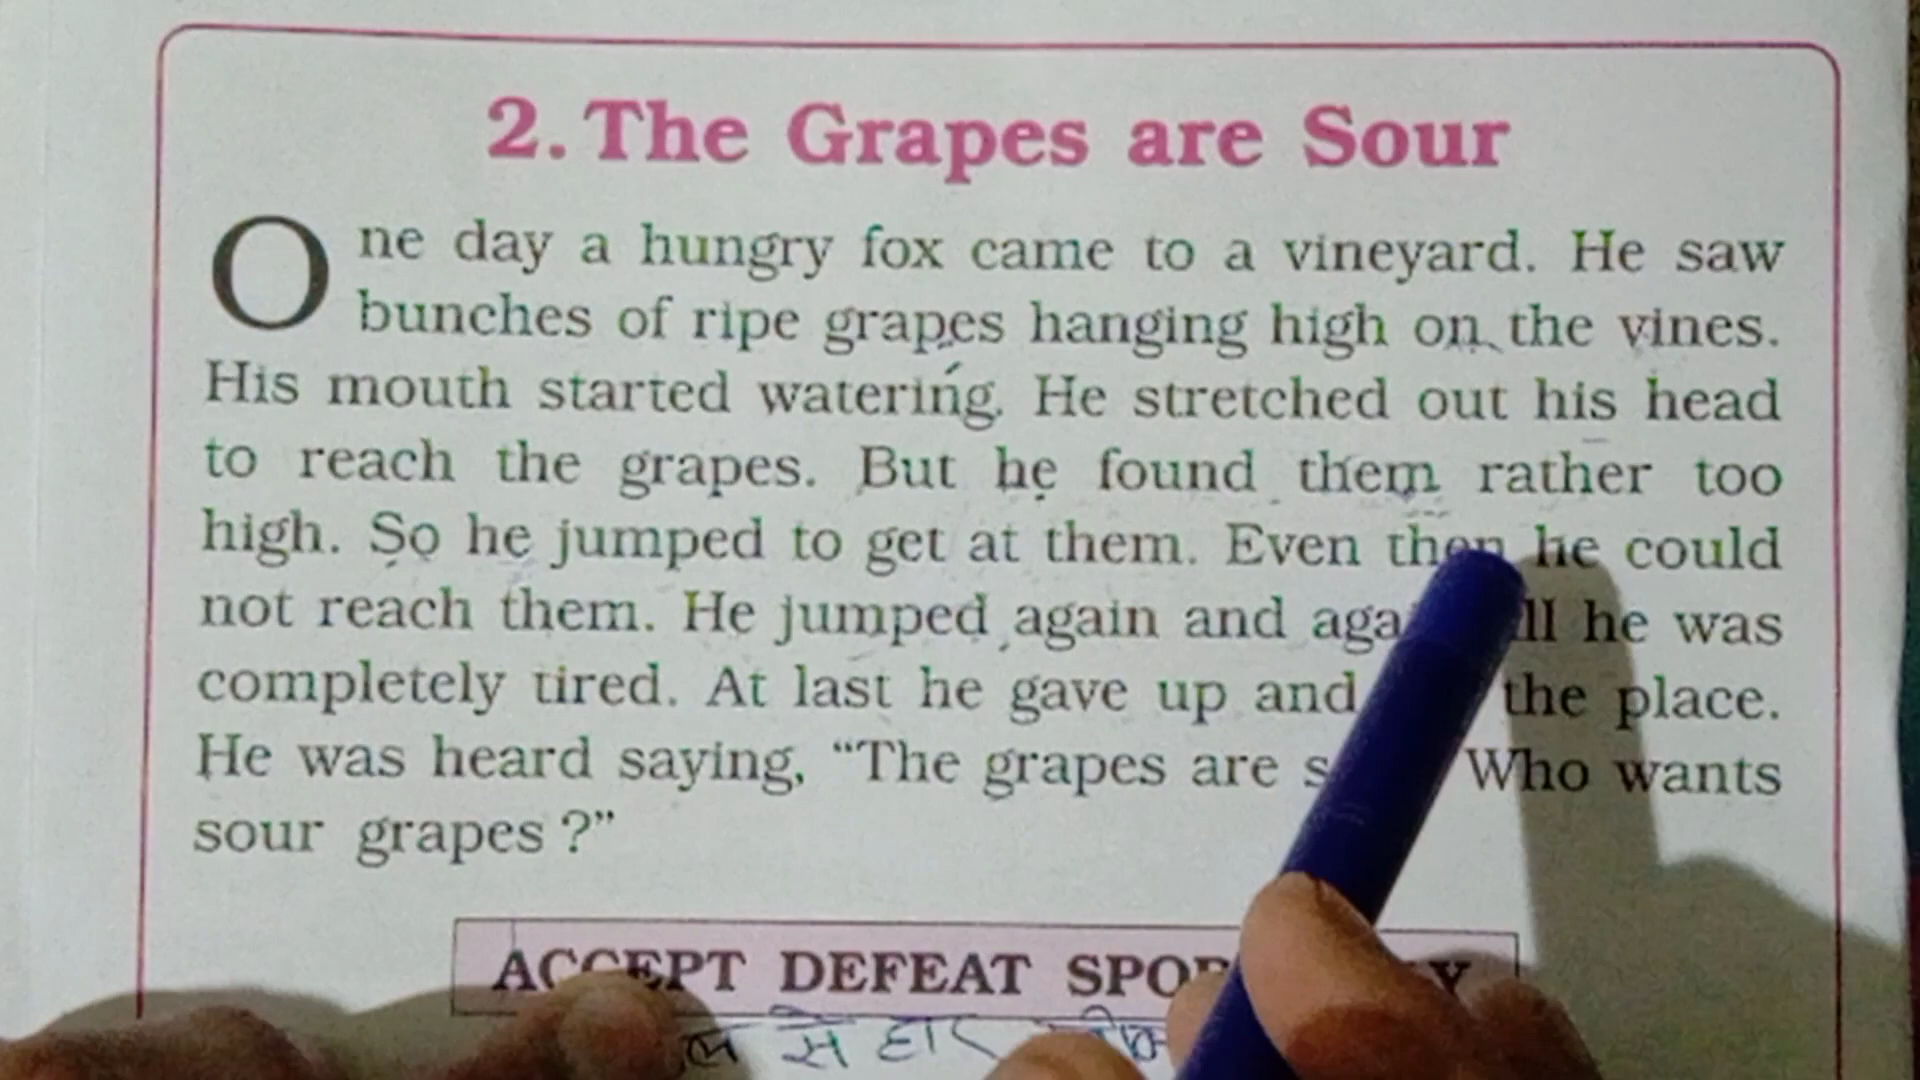 2. The Grapes are Sour
One day a hungry fox came to a vineyard. He saw
bunches of ripe grapes hanging high on the vines.
His mouth started watering. He stretched out his head
to reach the grapes. But he found them rather too
high. So he jumped to get at them. Even then he could
not reach them. He jumped again and he was
completely tired. At last he gave up and the place.
He was heard saying, “The grapes are Who wants
sour grapes ?”
ACCEPT DEFEAT
से हार